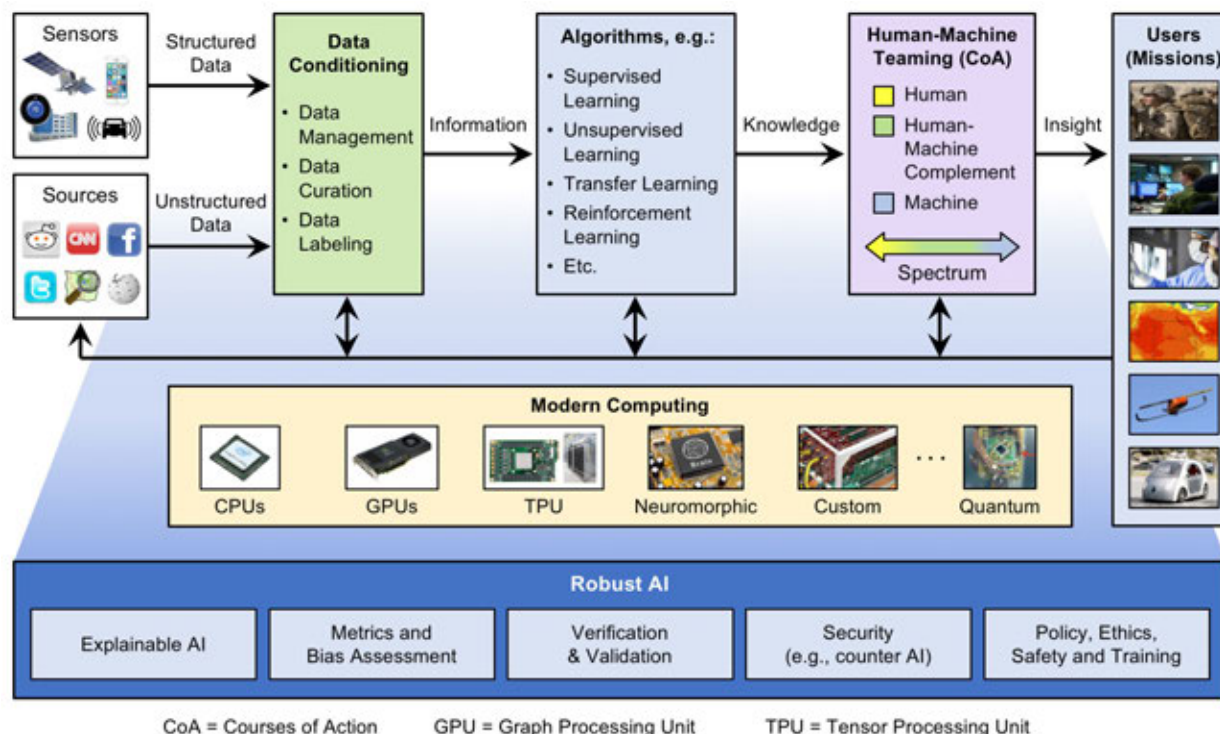 Sensors
Structured
Data
Sources
Unstructured
Data
CNN
Data
Conditioning
• Data
Management
• Data
Curation
• Data
Labeling
Information
Algorithms, e.g.:
• Supervised
Learning
• Unsupervised
Learning
• Transfer Learning
• Reinforcement
Learning
• Etc.
Knowledge
Human-Machine
Teaming (CoA)
Human
Human-
Machine
Complement
Machine
Spectrum
Insight
Users
(Missions)
Modern Computing
Brain
CPUs
GPUs
TPU
Neuromorphic
Custom
...
Quantum
Robust AI
Explainable AI
Metrics and
Bias Assessment
Verification
& Validation
Security
(e.g., counter AI)
Policy, Ethics,
Safety and Training
CoA = Courses of Action
GPU = Graph Processing Unit
TPU = Tensor Processing Unit